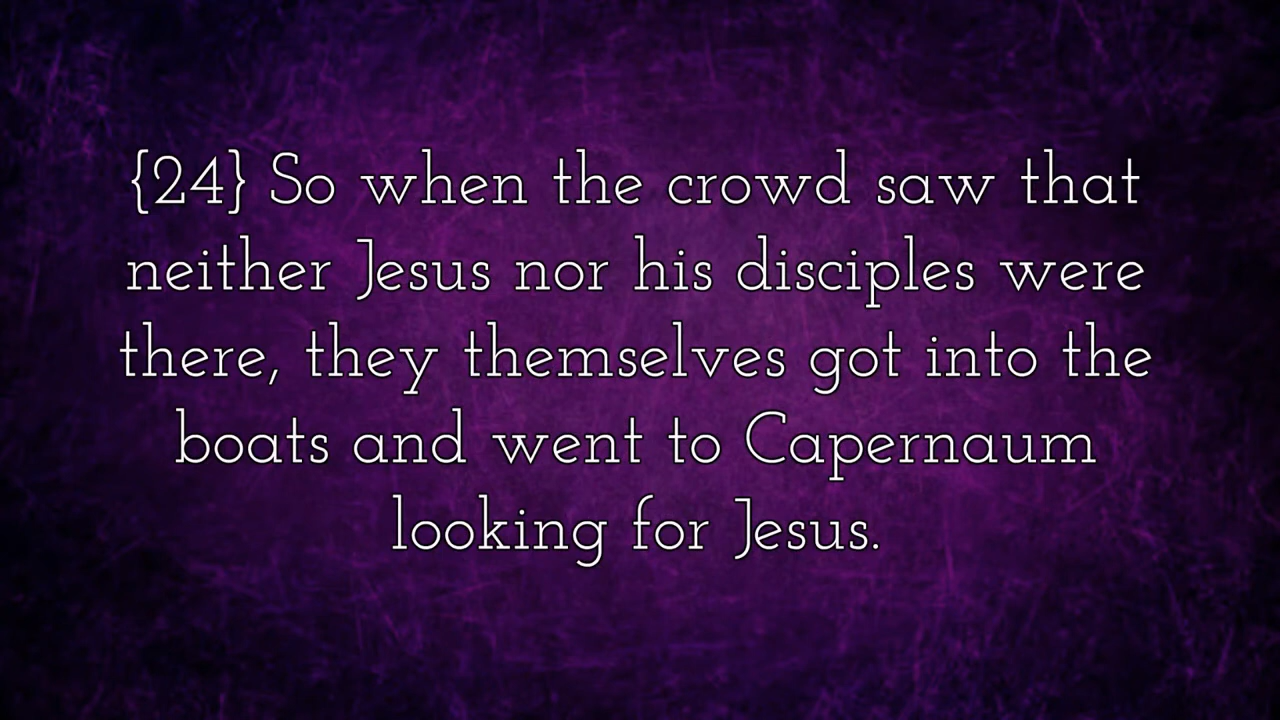 {24} So when the crowd saw that
neither Jesus nor his disciples were
there, they themselves got into the
boats and went to Capernaum
looking for Jesus.